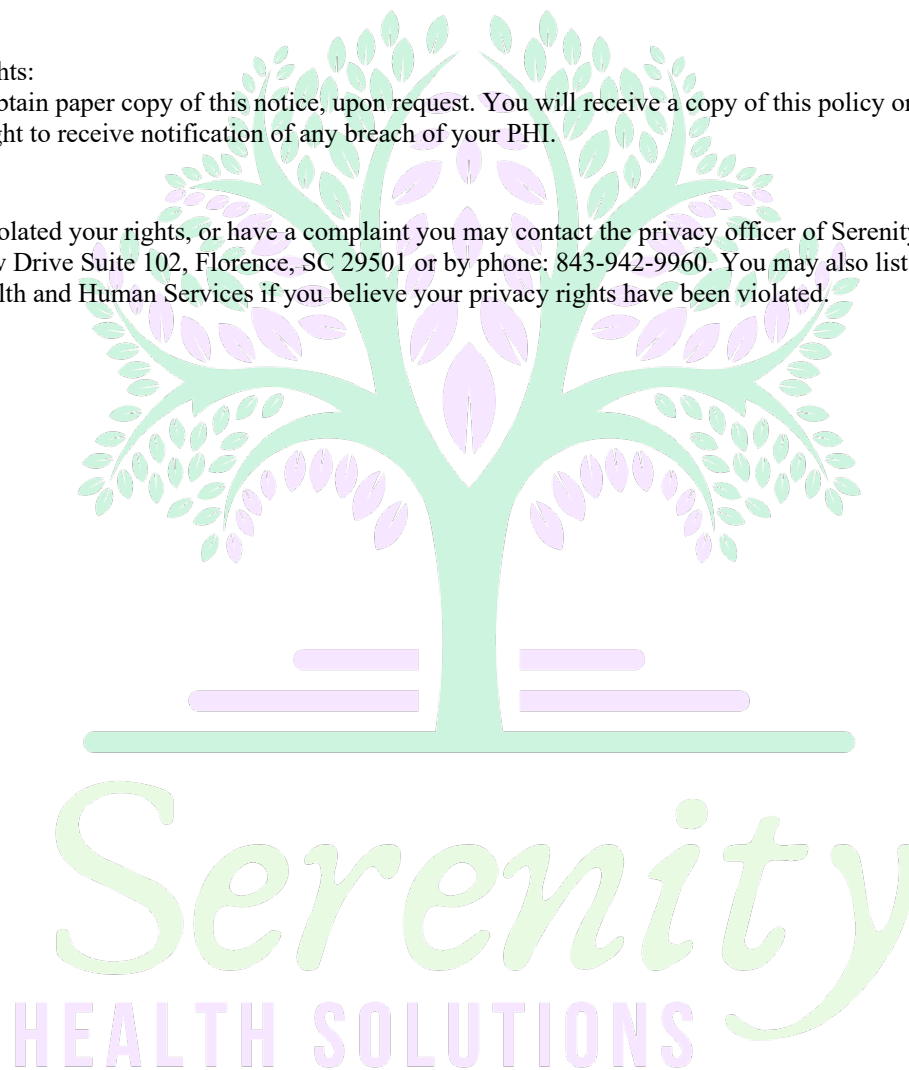 hts:
btain paper copy of this notice, upon request. You will receive a copy of this policy or
ght to receive notification of any breach of your PHI.
olated your rights, or have a complaint you may contact the privacy officer of Serenity
w Drive Suite 102, Florence, SC 29501 or by phone: 843-942-9960. You may also list
lth and Human Services if you believe your privacy rights have been violated.
Serenity
HEALTH SOLUTIONS